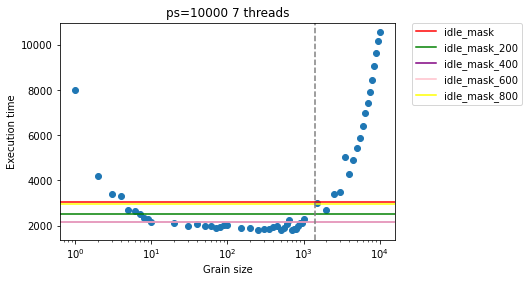 ps=10000 7 threads
10000
8000
6000
4000
2000
Execution time
10⁰
10¹
10²
10³
10⁴
Grain size
idle_mask
idle_mask_200
idle_mask_400
idle_mask_600
idle_mask_800